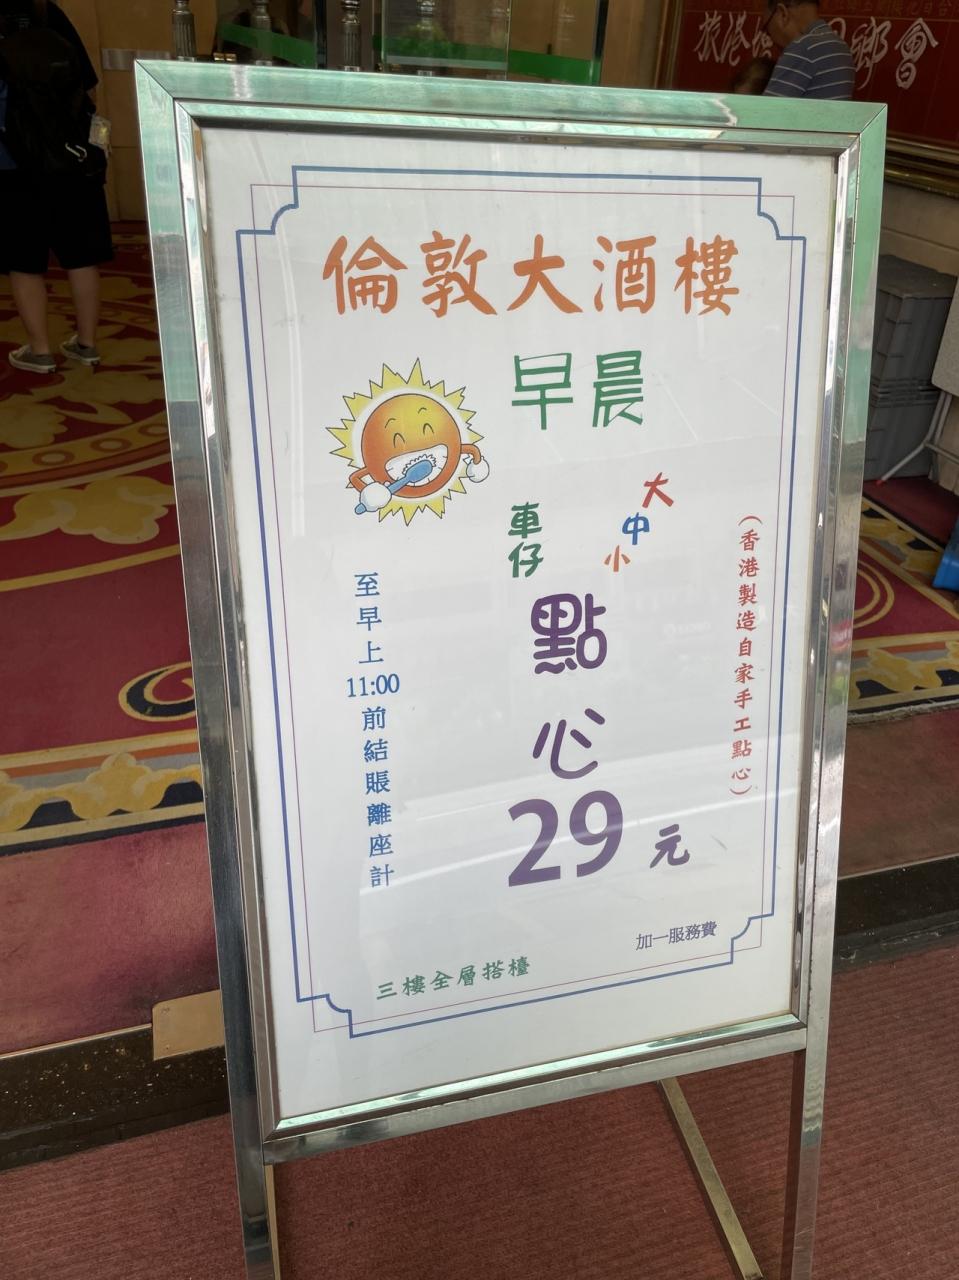 倫敦大酒樓
早晨
大
中
小
車仔
點心
29元
(香港製造自家手工點心)
至早上11:00前結賬離座計
加一服務費
三樓全層搭檯